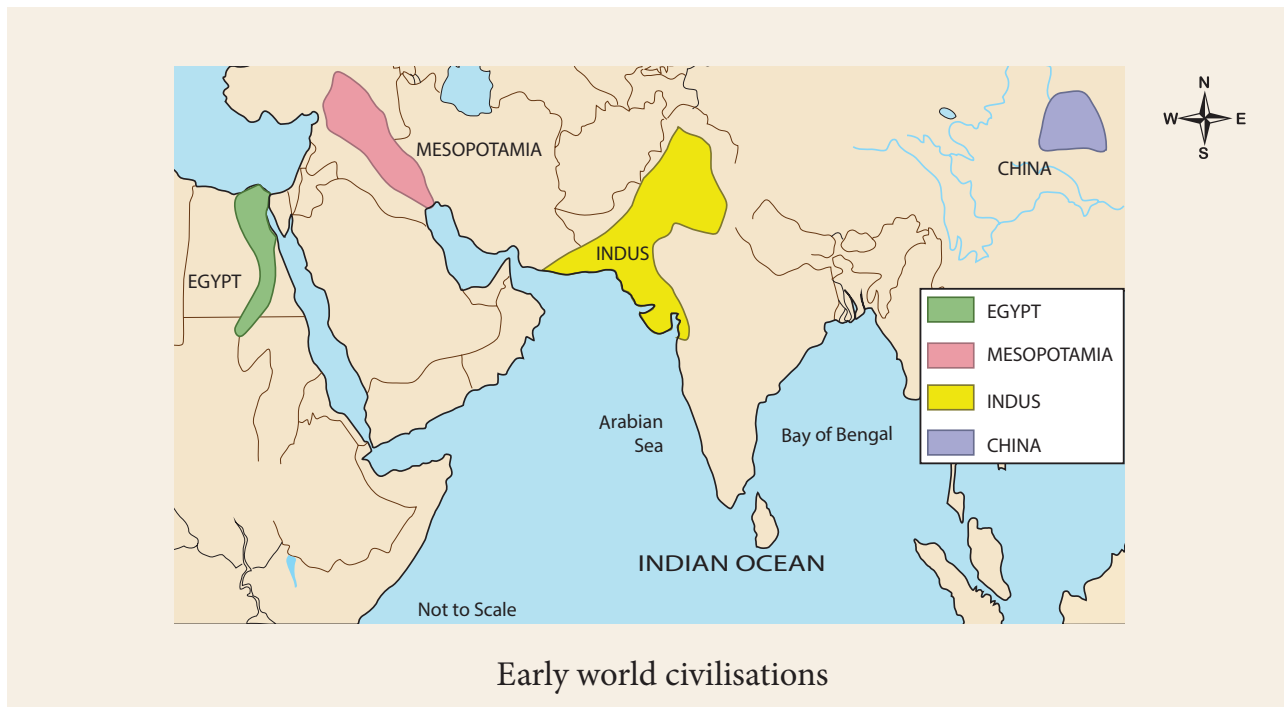 N
W E
S
MESOPOTAMIA
CHINA
INDUS
EGYPT
EGYPT
MESOPOTAMIA
INDUS
CHINA
Arabian
Sea
Bay of Bengal
INDIAN OCEAN
Not to Scale
Early world civilisations